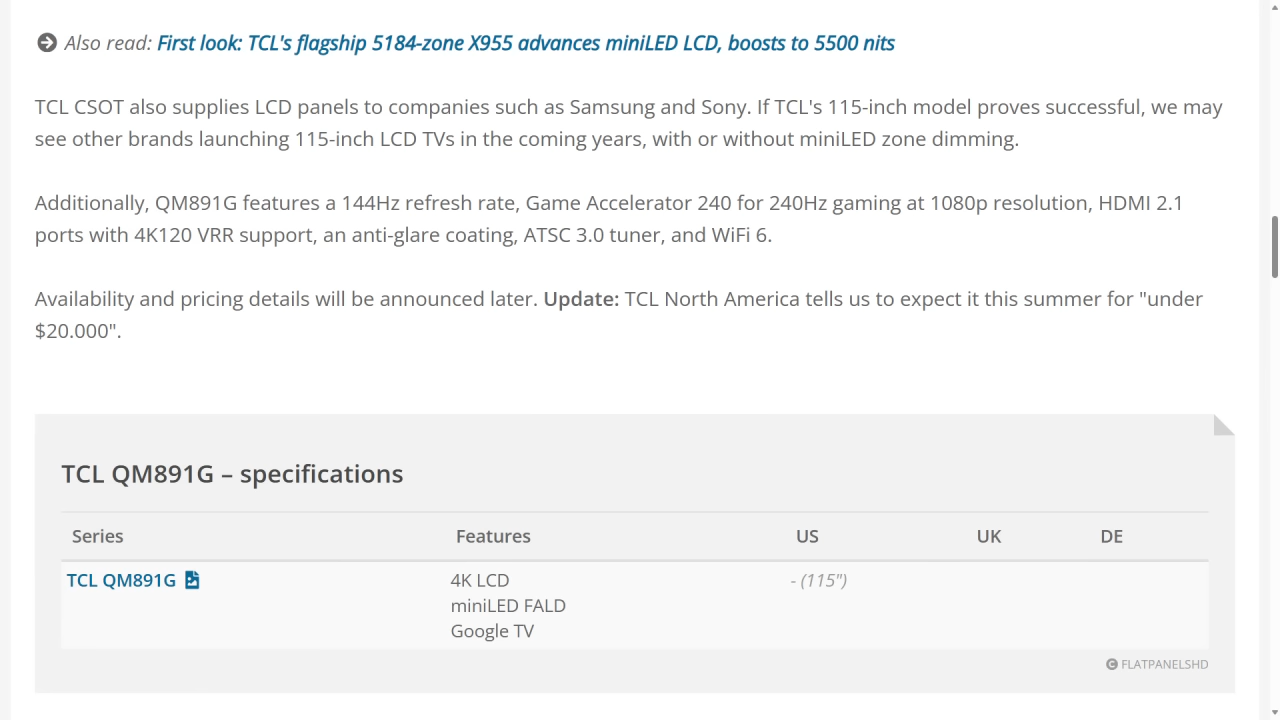 Also read: First look: TCL's flagship 5184-zone X955 advances miniLED LCD, boosts to 5500 nits
TCL CSOT also supplies LCD panels to companies such as Samsung and Sony. If TCL's 115-inch model proves successful, we may
see other brands launching 115-inch LCD TVs in the coming years, with or without miniLED zone dimming.
Additionally, QM891G features a 144Hz refresh rate, Game Accelerator 240 for 240Hz gaming at 1080p resolution, HDMI 2.1
ports with 4K120 VRR support, an anti-glare coating, ATSC 3.0 tuner, and WiFi 6.
Availability and pricing details will be announced later. Update: TCL North America tells us to expect it this summer for "under
$20.000".
TCL QM891G – specifications
Series Features US UK DE
TCL QM891G 4K LCD - (115")
miniLED FALD
Google TV
FLATPANELSHD